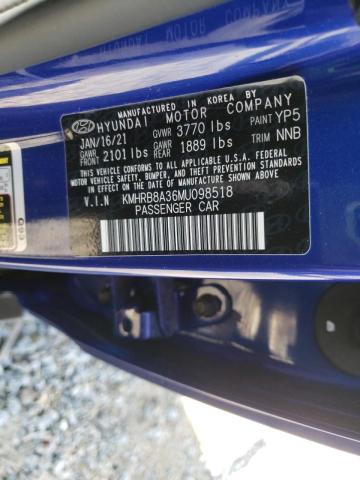 MANUFACTURED IN KOREA BY
HYUNDAI MOTOR COMPANY
JAN/16/21 GVWR 3770 lbs PAINT YP5
GAWR FRONT 2101 lbs GAWR REAR 1889 lbs TRIM NNB
THIS VEHICLE CONFORMS TO ALL APPLICABLE
U.S. FEDERAL MOTOR VEHICLE SAFETY,
BUMPER, AND THEFT PREVENTION STANDARDS IN
EFFECT ON THE DATE OF MANUFACTURE SHOWN ABOVE.
V.I.N KMHRB8A36MU098518
PASSENGER CAR